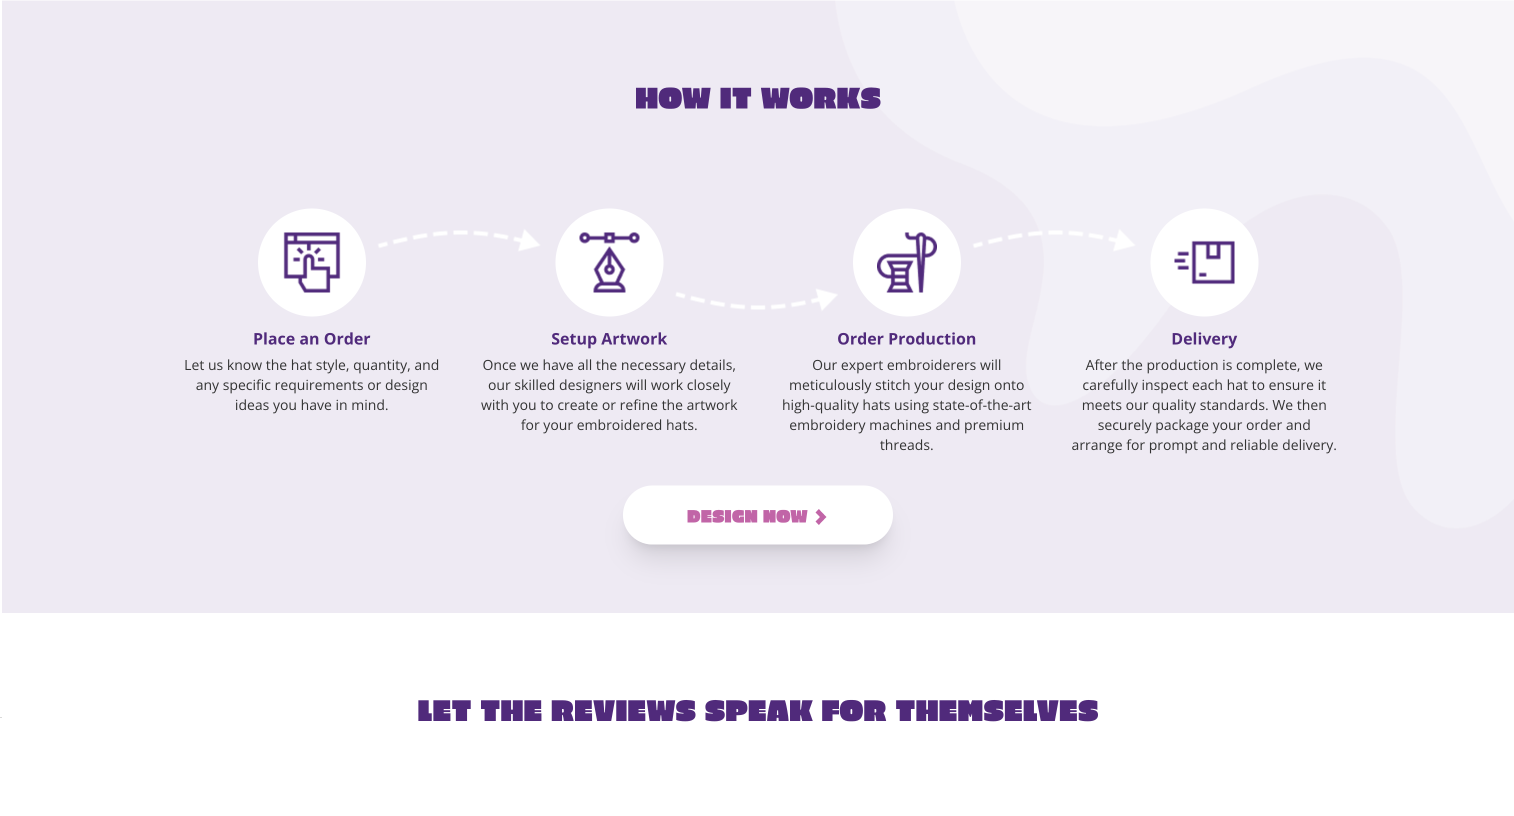 HOW IT WORKS
Place an Order
Let us know the hat style, quantity, and
any specific requirements or design
ideas you have in mind.
Setup Artwork
Once we have all the necessary details,
our skilled designers will work closely
with you to create or refine the artwork
for your embroidered hats.
Order Production
Our expert embroiderers will
meticulously stitch your design onto
high-quality hats using state-of-the-art
embroidery machines and premium
threads.
Delivery
After the production is complete, we
carefully inspect each hat to ensure it
meets our quality standards. We then
securely package your order and
arrange for prompt and reliable delivery.
DESIGN NOW
LET THE REVIEWS SPEAK FOR THEMSELVES